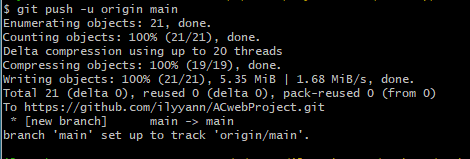 $ git push -u origin main
Enumerating objects: 21, done.
Counting objects: 100% (21/21), done.
Delta compression using up to 20 threads
Compressing objects: 100% (19/19), done.
Writing objects: 100% (21/21), 5.35 MiB | 1.68 MiB/s, done.
Total 21 (delta 0), reused 0 (delta 0), pack-reused 0 (from 0)
To https://github.com/ilyyann/ACwebProject.git
 * [new branch]      main -> main
branch 'main' set up to track 'origin/main'.